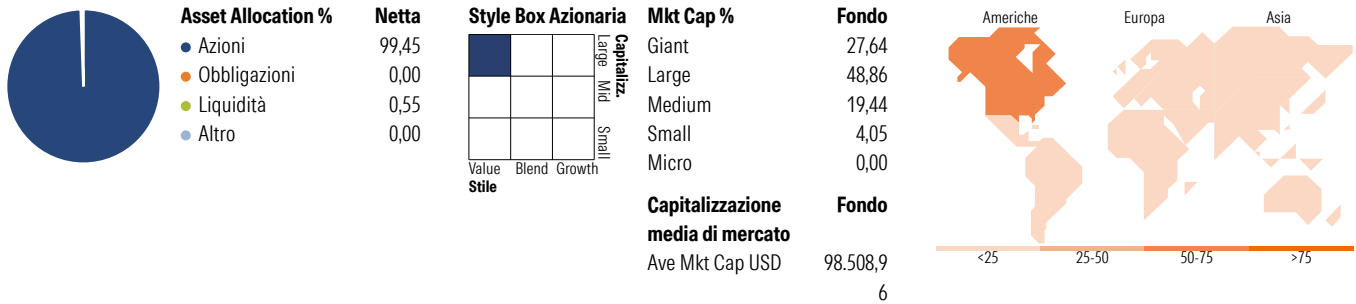 Asset Allocation % Netta
Azioni 99,45
Obbligazioni 0,00
Liquidità 0,55
Altro 0,00
Style Box Azionaria
Large Mid Small
Capitalizz.
Value Blend Growth
Stile
Mkt Cap % Fondo
Giant 27,64
Large 48,86
Medium 19,44
Small 4,05
Micro 0,00
Capitalizzazione Fondo
media di mercato
Ave Mkt Cap USD 98.508,9
6
Americhe Europa Asia
<25 25-50 50-75 >75